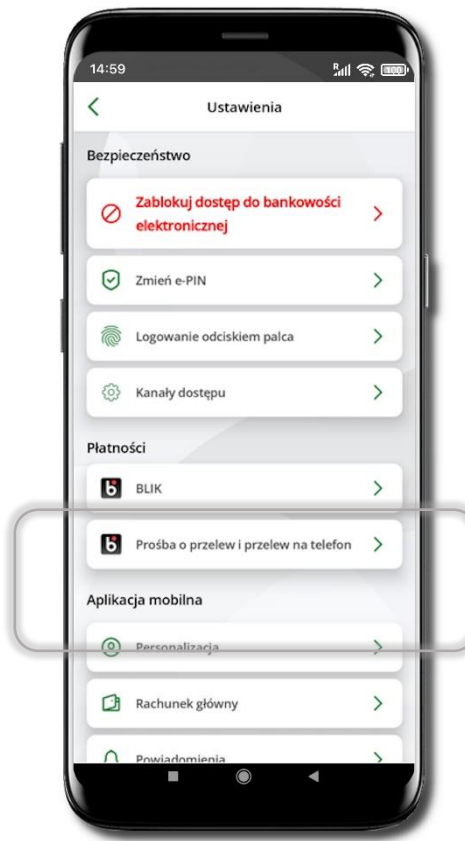 14:59
Ustawienia
Bezpieczeństwo
Zablokuj dostęp do bankowości
elektronicznej
Zmień e-PIN
Logowanie odciskiem palca
Kanały dostępu
Płatności
BLIK
Prośba o przelew i przelew na telefon
Aplikacja mobilna
Personalizacja
Rachunek główny
Powiadomienia